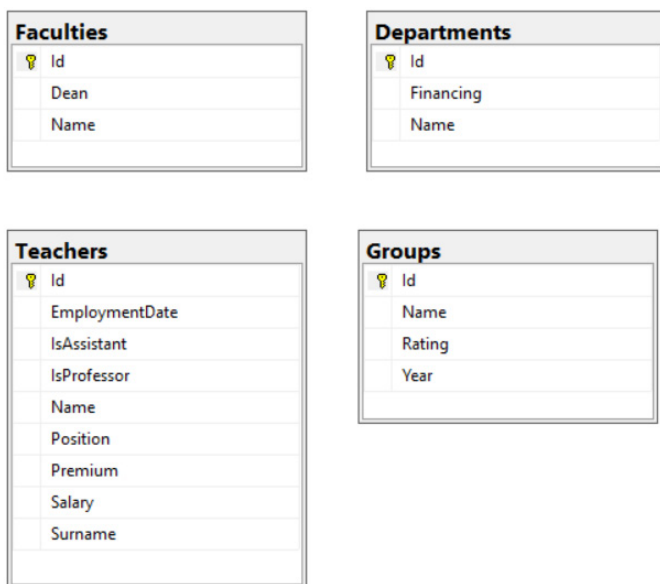 Faculties
Id
Dean
Name
Departments
Id
Financing
Name
Teachers
Id
EmploymentDate
IsAssistant
IsProfessor
Name
Position
Premium
Salary
Surname
Groups
Id
Name
Rating
Year